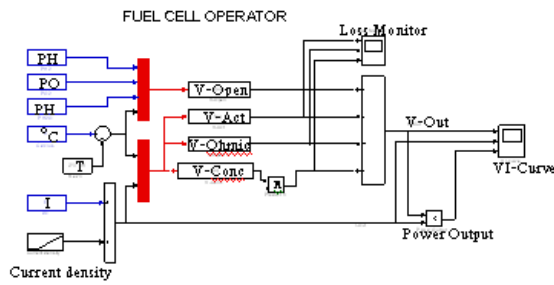 FUEL CELL OPERATOR
Loss Monitor
PH
PO
PH
°C
T
I
Current density
V-Open
V-Act
V-Ohmic
V-Conc
V-Out
VI-Curve
Power Output